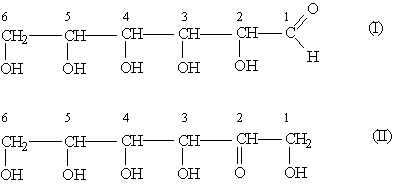 6 5 4 3 2 1 O
CH2 CH CH CH CH C (I)
H
OH OH OH OH OH
6 5 4 3 2 1
CH2 CH CH CH CH CH2 (II)
OH OH OH OH O OH